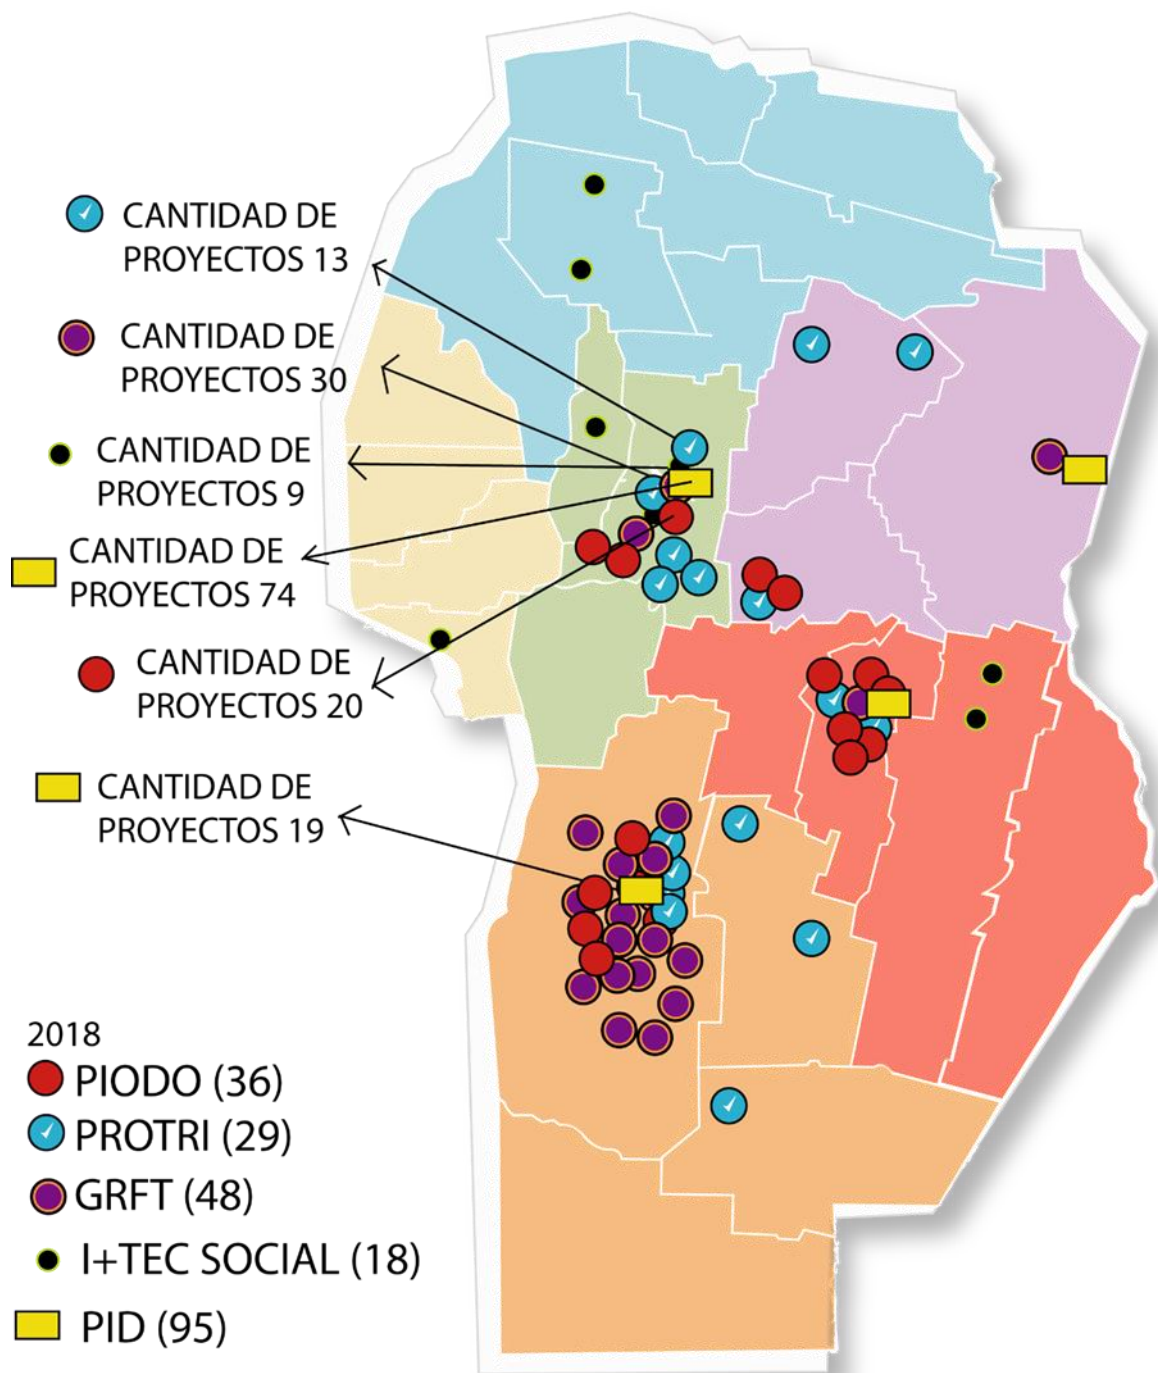 CANTIDAD DE
PROYECTOS 13
CANTIDAD DE
PROYECTOS 30
CANTIDAD DE
PROYECTOS 9
CANTIDAD DE
PROYECTOS 74
CANTIDAD DE
PROYECTOS 20
CANTIDAD DE
PROYECTOS 19
2018
PIODO (36)
PROTRI (29)
GRFT (48)
I+TEC SOCIAL (18)
PID (95)